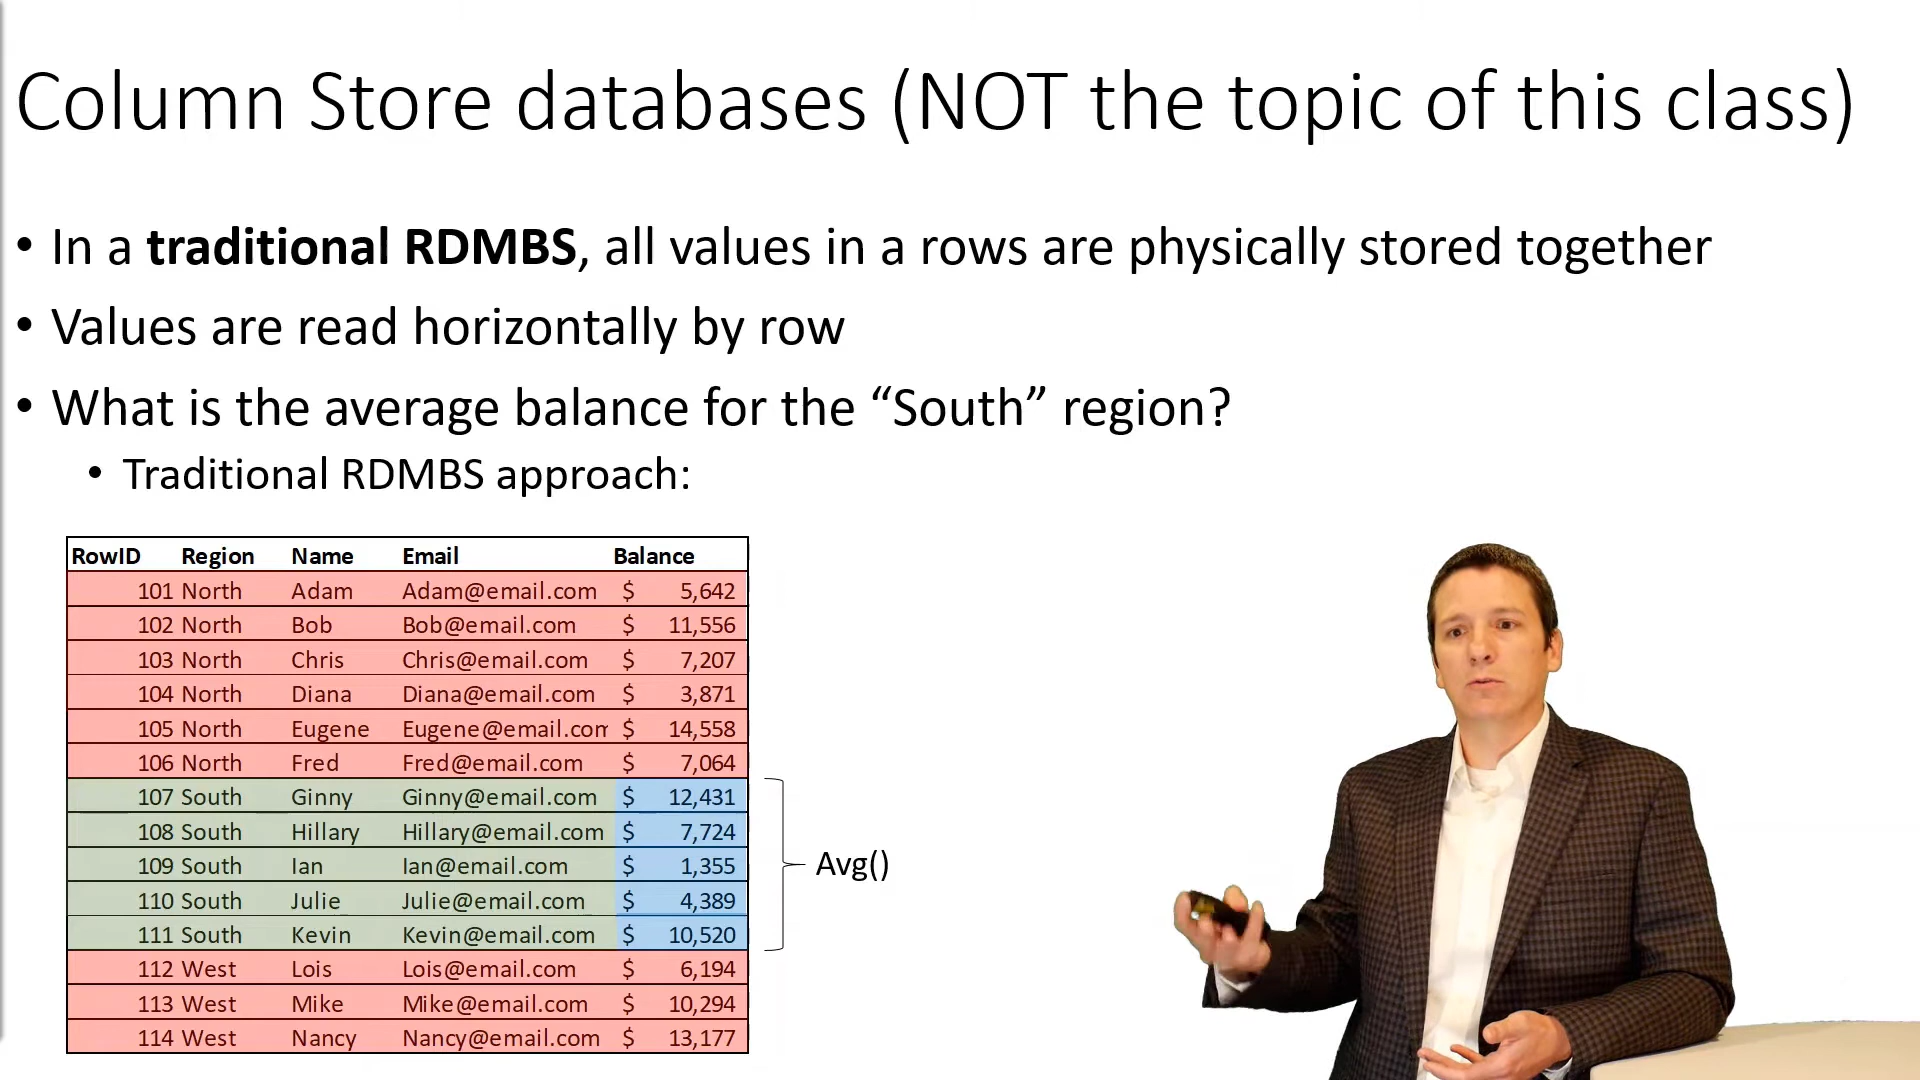 Column Store databases (NOT the topic of this class)
• In a traditional RDMBS, all values in a rows are physically stored together
• Values are read horizontally by row
• What is the average balance for the “South” region?
• Traditional RDMBS approach:
RowID Region Name Email Balance
101 North Adam Adam@email.com $ 5,642
102 North Bob Bob@email.com $ 11,556
103 North Chris Chris@email.com $ 7,207
104 North Diana Diana@email.com $ 3,871
105 North Eugene Eugene@email.com $ 14,558
106 North Fred Fred@email.com $ 7,064
107 South Ginny Ginny@email.com $ 12,431
108 South Hillary Hillary@email.com $ 7,724
109 South Ian Ian@email.com $ 1,355
Avg()
110 South Julie Julie@email.com $ 4,389
111 South Kevin Kevin@email.com $ 10,520
112 West Lois Lois@email.com $ 6,194
113 West Mike Mike@email.com $ 10,294
114 West Nancy Nancy@email.com $ 13,177